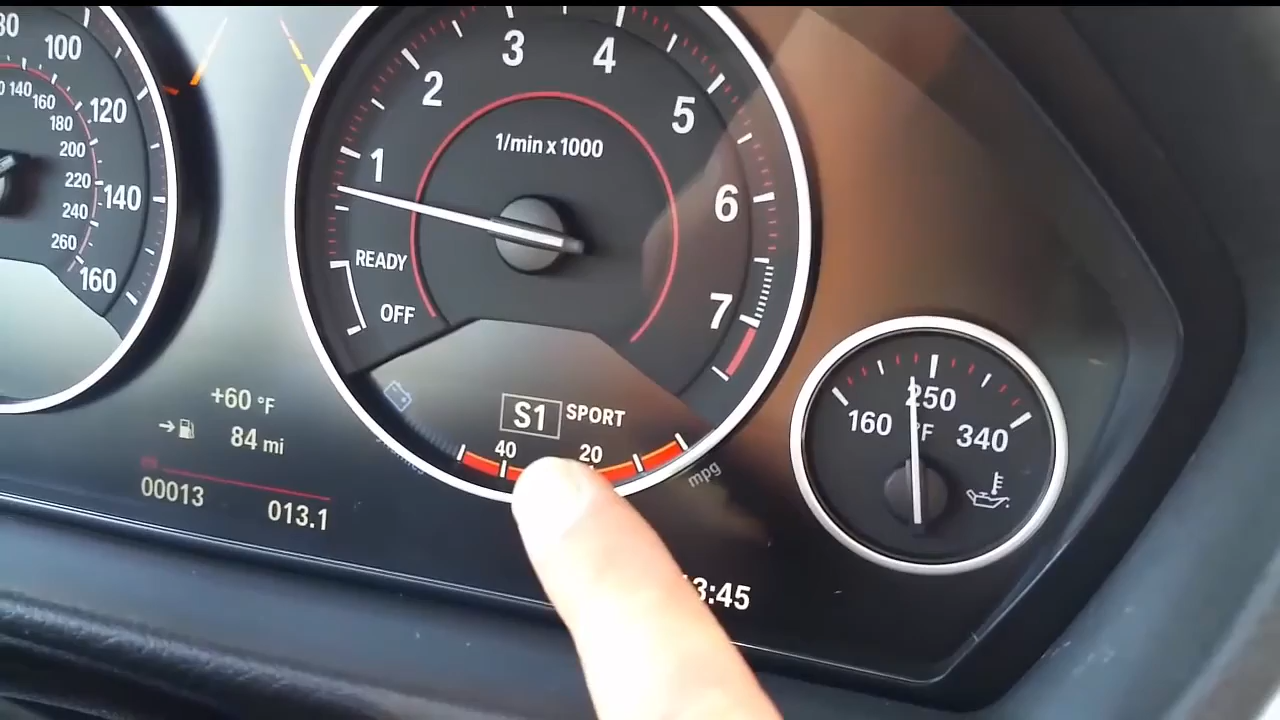 80
100
120
140
160
140
160
180
200
220
240
260
1
2
3
4
5
6
7
1/min x 1000
READY
OFF
S1 SPORT
40 20
mpg
+60 °F
84 mi
00013 013.1
3:45
160 250 340
°F